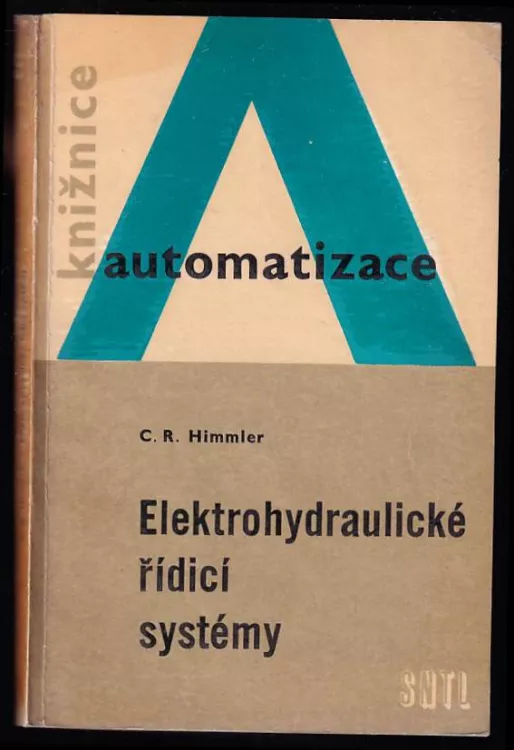 knižnice
automatizace
C. R. Himmler
Elektrohydraulické
řídicí
systémy
SNTL